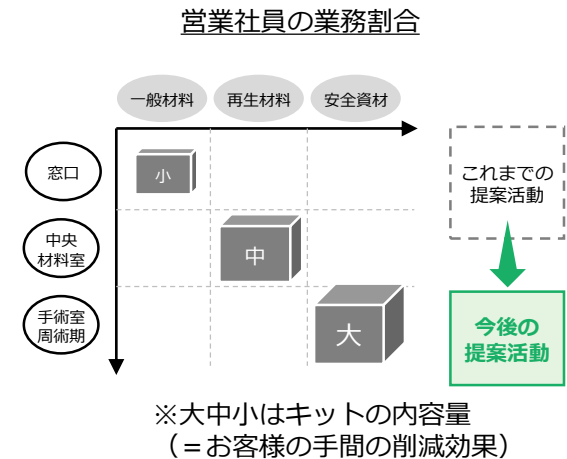 営業社員の業務割合
一般材料
再生材料
安全資材
窓口
小
これまでの
提案活動
中央
材料室
中
手術室
周術期
大
今後の
提案活動
※大中小はキットの内容量
（＝お客様の手間の削減効果）